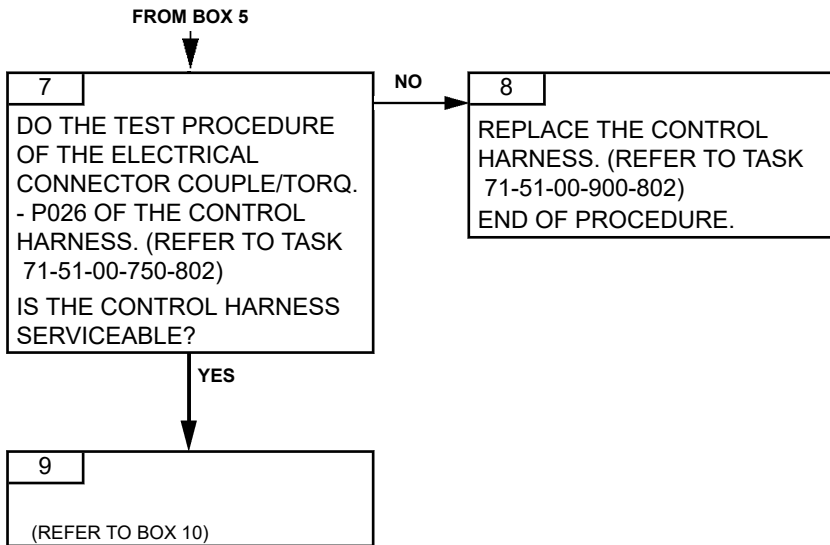 FROM BOX 5
7
DO THE TEST PROCEDURE
OF THE ELECTRICAL
CONNECTOR COUPLE/TORQ.
- P026 OF THE CONTROL
HARNESS. (REFER TO TASK
71-51-00-750-802)
IS THE CONTROL HARNESS
SERVICEABLE?
NO
8
REPLACE THE CONTROL
HARNESS. (REFER TO TASK
71-51-00-900-802)
END OF PROCEDURE.
YES
9
(REFER TO BOX 10)